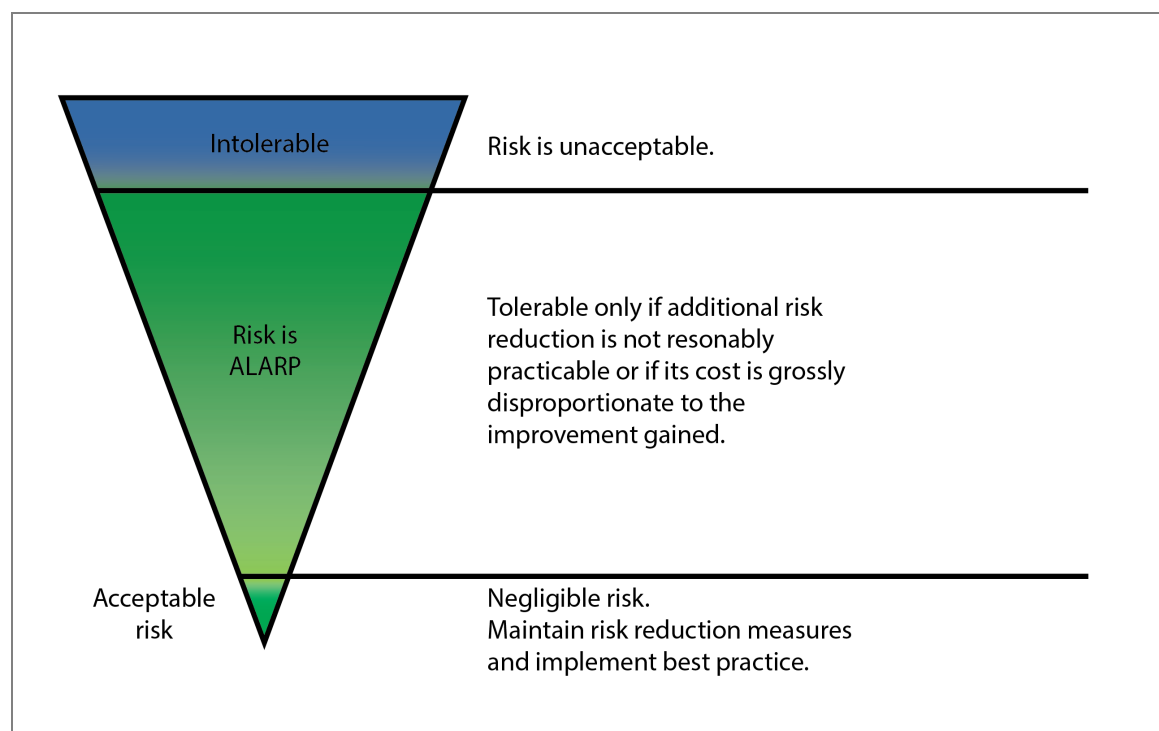 Intolerable
Risk is unacceptable.
Risk is
ALARP
Tolerable only if additional risk
reduction is not resonably
practicable or if its cost is grossly
disproportionate to the
improvement gained.
Acceptable
risk
Negligible risk.
Maintain risk reduction measures
and implement best practice.